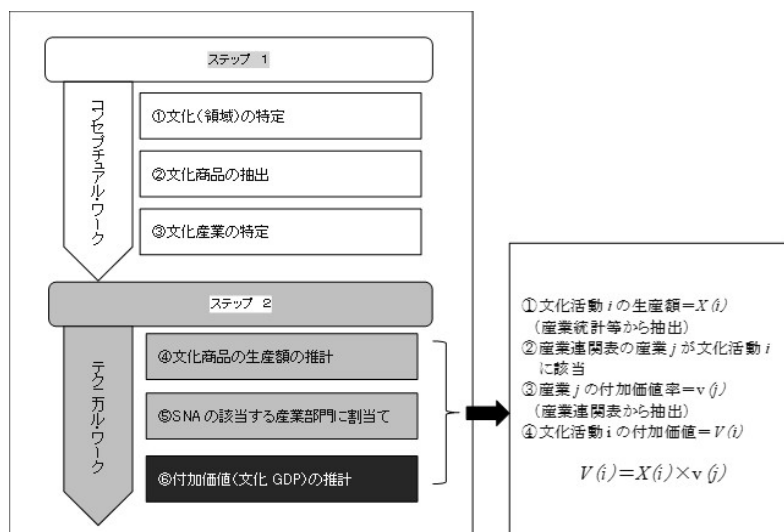 ステップ 1
コンセプチュアル・ワーク
①文化(領域)の特定
②文化商品の抽出
③文化産業の特定
ステップ 2
テクニカル・ワーク
④文化商品の生産額の推計
⑤SNAの該当する産業部門に割当て
⑥付加価値(文化 GDP)の推計
①文化活動 i の生産額=X(i)
(産業統計等から抽出)
②産業連関表の産業 j が文化活動 i
に該当
③産業 j の付加価値率=v(j)
(産業連関表から抽出)
④文化活動 i の付加価値=V(i)
V(i)=X(i)×v(j)